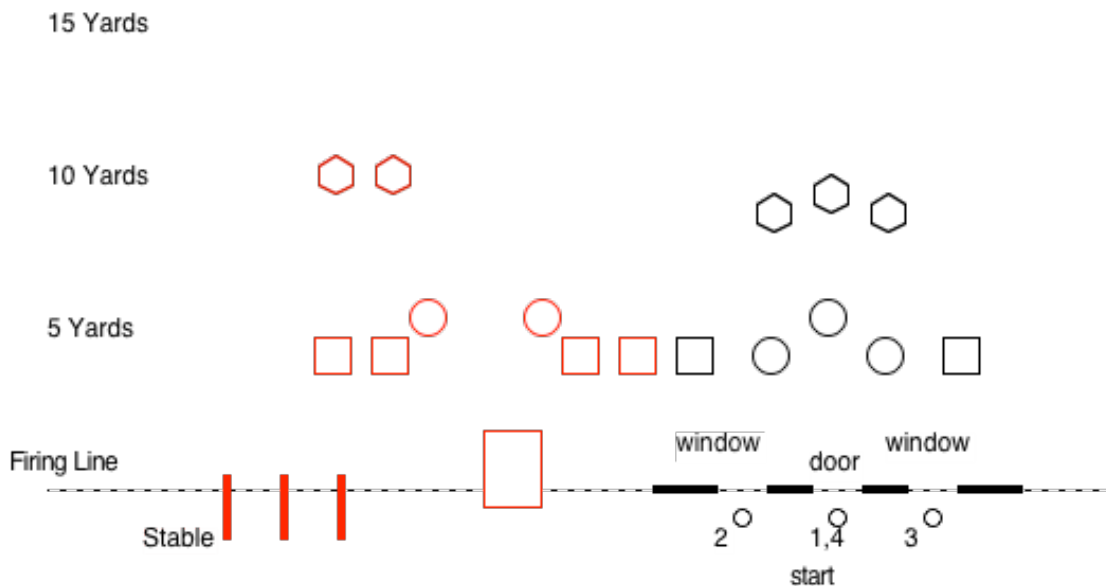 15 Yards
10 Yards
5 Yards
window
window
Firing Line
door
Stable
2
1,4
3
start